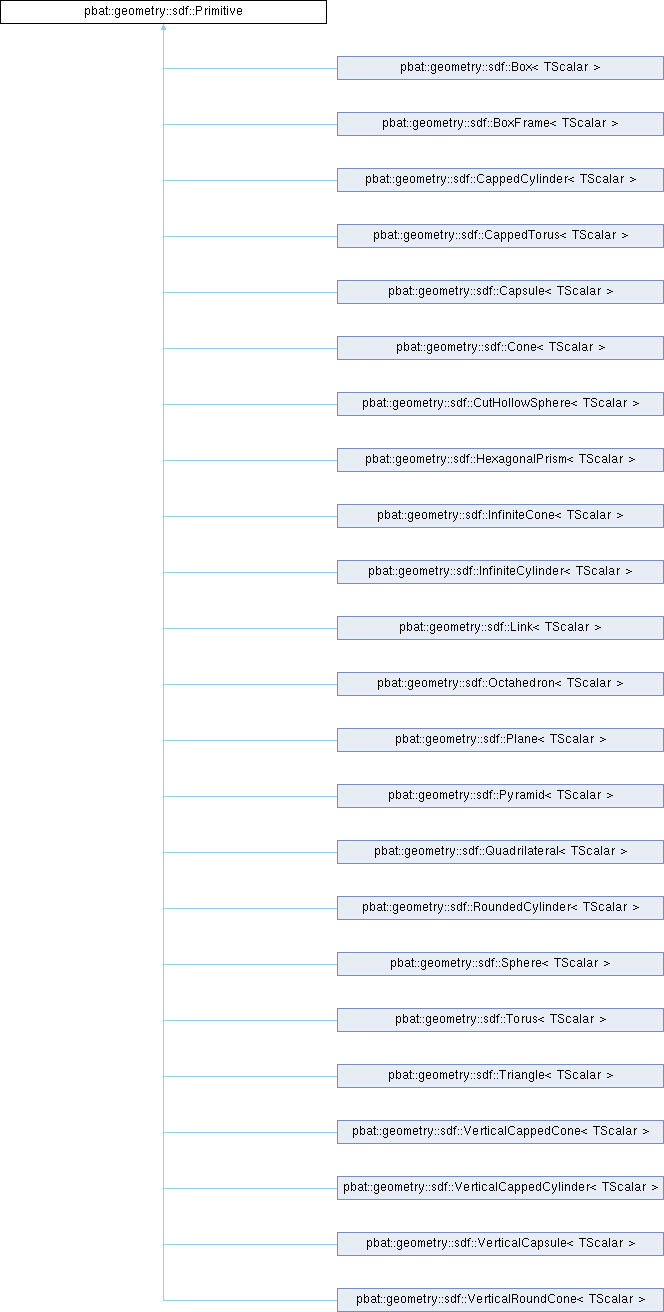 pbat::geometry::sdf::Primitive
pbat::geometry::sdf::Box< TScalar >
pbat::geometry::sdf::BoxFrame< TScalar >
pbat::geometry::sdf::CappedCylinder< TScalar >
pbat::geometry::sdf::CappedTorus< TScalar >
pbat::geometry::sdf::Capsule< TScalar >
pbat::geometry::sdf::Cone< TScalar >
pbat::geometry::sdf::CutHollowSphere< TScalar >
pbat::geometry::sdf::HexagonalPrism< TScalar >
pbat::geometry::sdf::InfiniteCone< TScalar >
pbat::geometry::sdf::InfiniteCylinder< TScalar >
pbat::geometry::sdf::Link< TScalar >
pbat::geometry::sdf::Octahedron< TScalar >
pbat::geometry::sdf::Plane< TScalar >
pbat::geometry::sdf::Pyramid< TScalar >
pbat::geometry::sdf::Quadrilateral< TScalar >
pbat::geometry::sdf::RoundedCylinder< TScalar >
pbat::geometry::sdf::Sphere< TScalar >
pbat::geometry::sdf::Torus< TScalar >
pbat::geometry::sdf::Triangle< TScalar >
pbat::geometry::sdf::VerticalCappedCone< TScalar >
pbat::geometry::sdf::VerticalCappedCylinder< TScalar >
pbat::geometry::sdf::VerticalCapsule< TScalar >
pbat::geometry::sdf::VerticalRoundCone< TScalar >